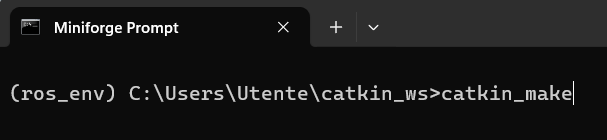 Miniforge Prompt
(ros_env) C:\Users\Utente\catkin_ws>catkin_make